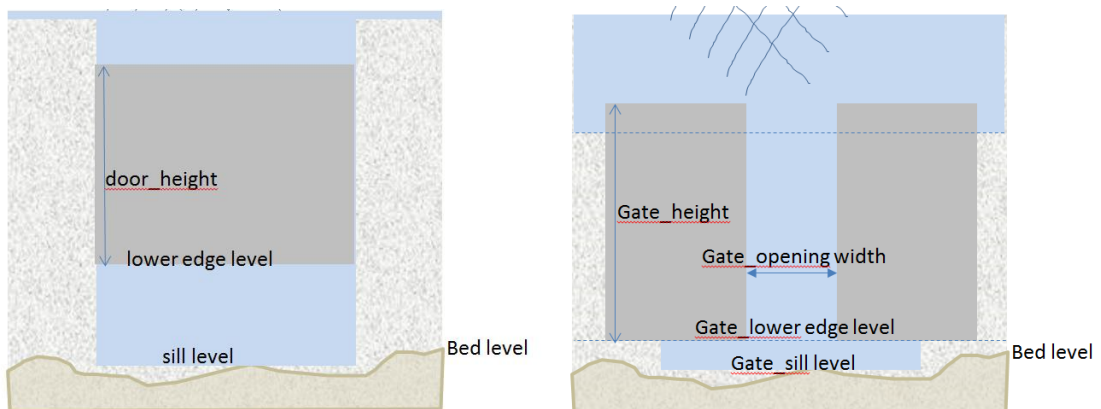 door_height
lower edge level
sill level
Bed level
Gate_height
Gate_opening width
Gate_lower edge level
Gate_sill level
Bed level